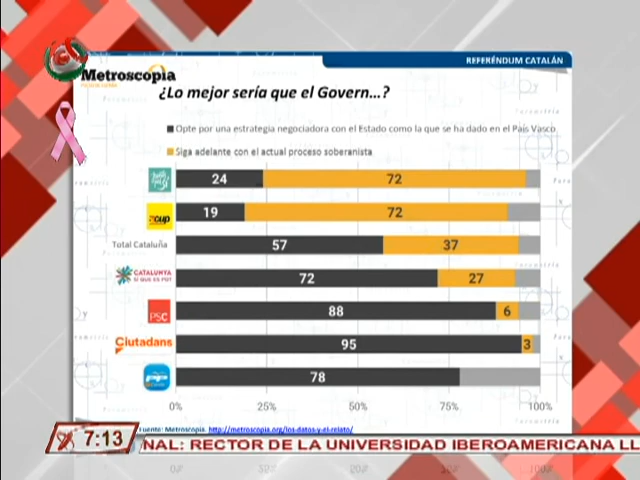 REFERÉNDUM CATALÁN
Metroscopia
¿Lo mejor sería que el Govern...?
Opte por una estrategia negociadora con el Estado como la que se ha dado en el País Vasco
Siga adelante con el actual proceso soberanista
24 72
cup 19 72
Total Cataluña 57 37
CATALUNYA SÍ QUE ES POT 72 27
PSC 88 6
Ciutadans 95 3
78
0% 25% 50% 75% 100%
Fuente: Metroscopia. http://metroscopia.org/los-datos-y-el-relato/
7:13 NAL: RECTOR DE LA UNIVERSIDAD IBEROAMERICANA LL